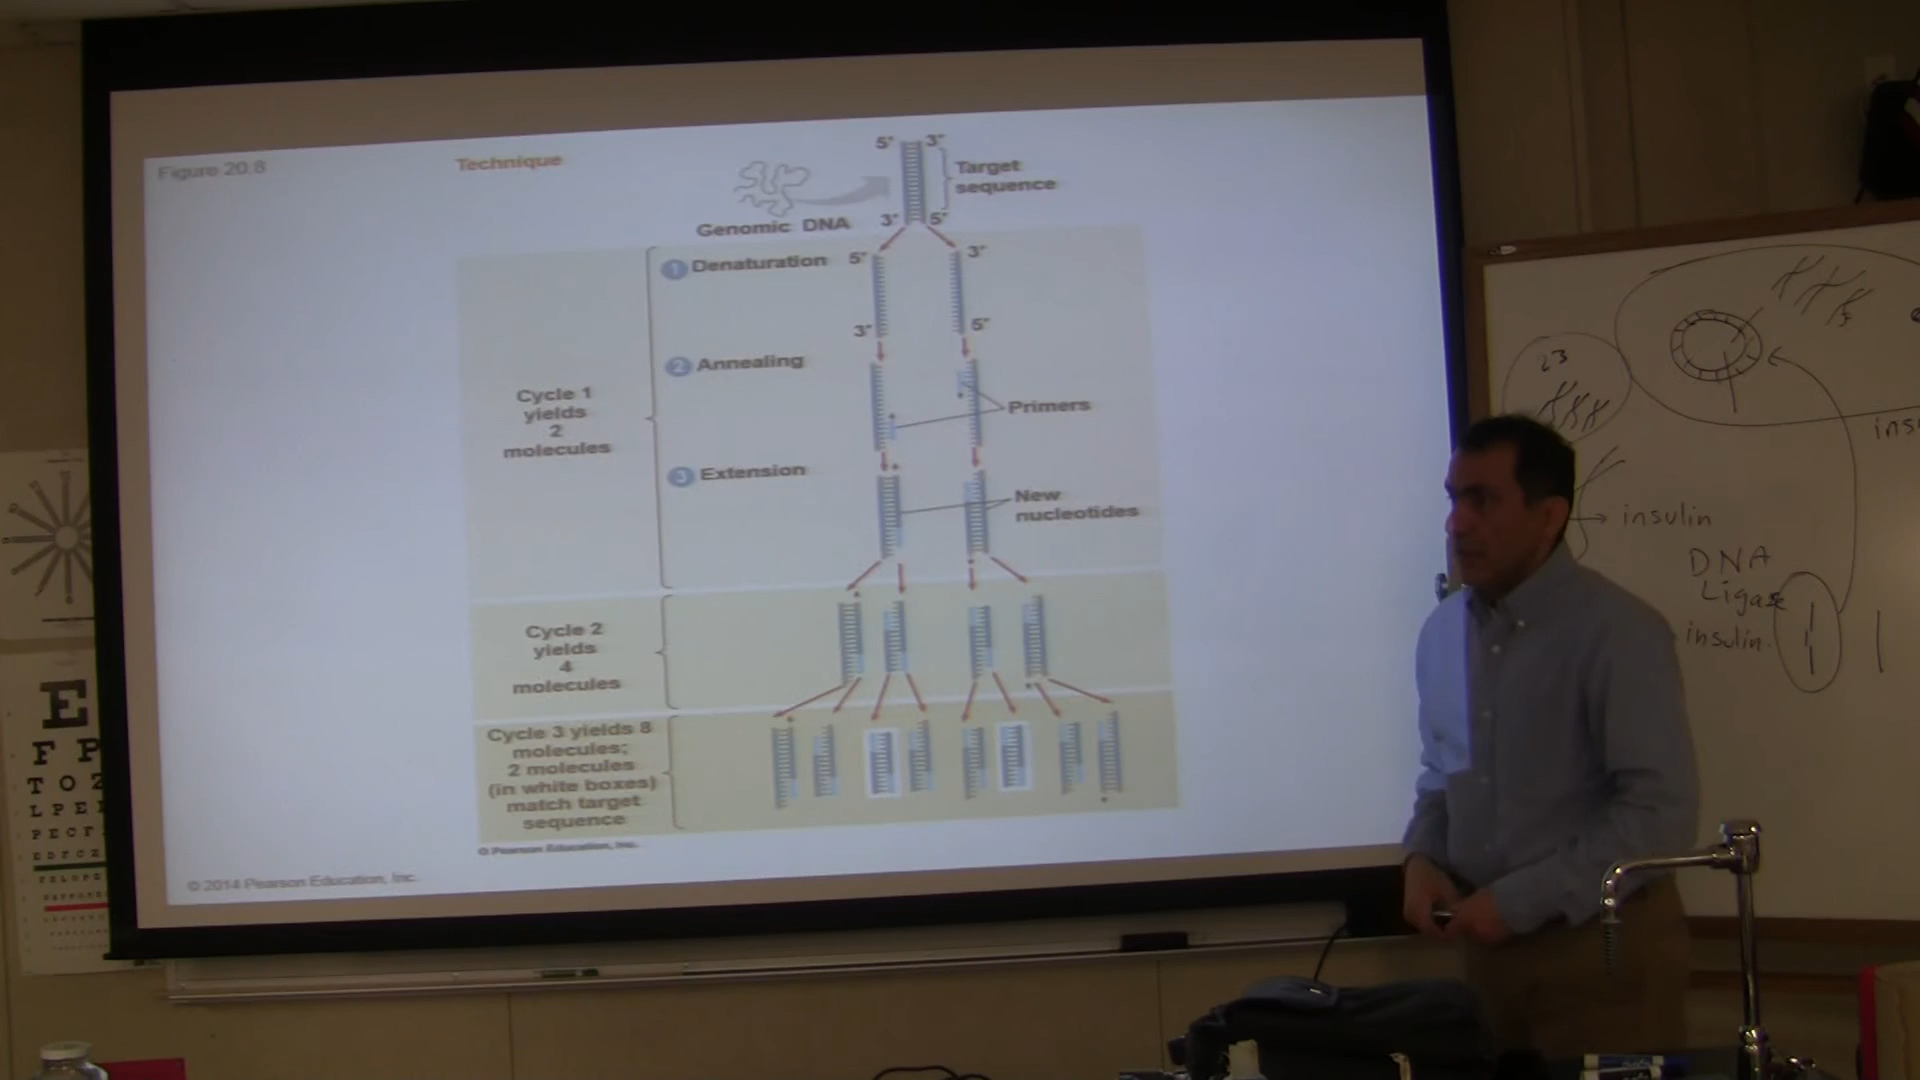 Figure 20.8
Technique
5' 3'
Target
sequence
Genomic DNA
3' 5'
1 Denaturation
5' 3'
3' 5'
2 Annealing
Cycle 1
yields
2
molecules
Primers
3 Extension
New
nucleotides
Cycle 2
yields
4
molecules
Cycle 3 yields 8
molecules;
2 molecules
(in white boxes)
match target
sequence
© Pearson Education, Inc.
© 2014 Pearson Education, Inc.
23
insulin
DNA
Ligase
insulin.
E
F P
T O Z
L P E
P E C F
E D F C Z